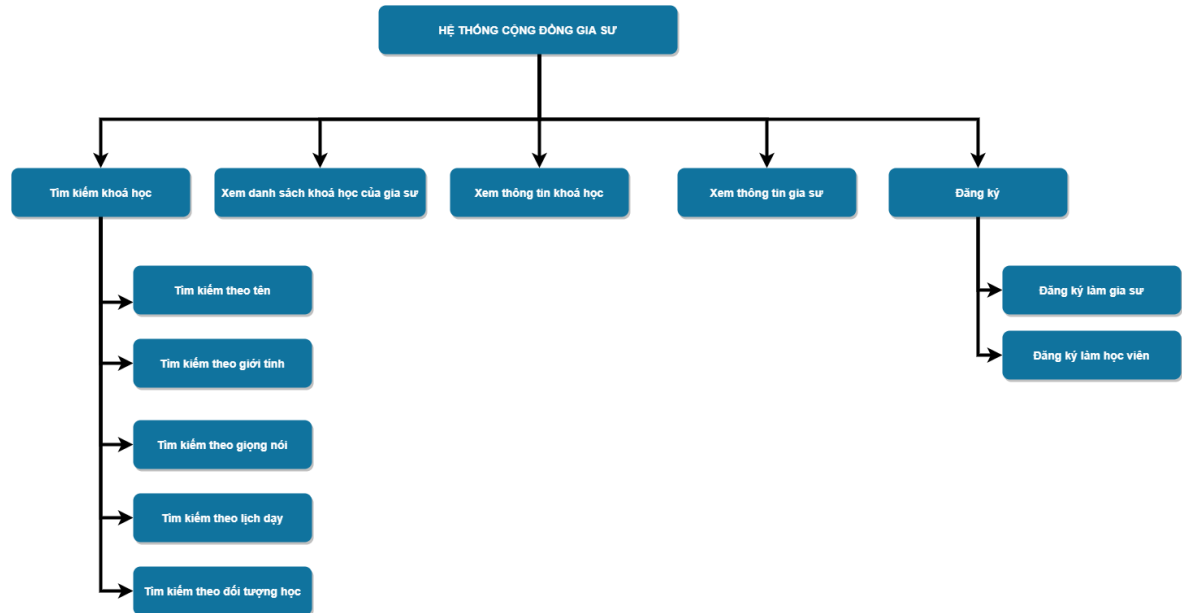 HỆ THỐNG CỘNG ĐỒNG GIA SƯ
Tìm kiếm khoá học
Xem danh sách khoá học của gia sư
Xem thông tin khoá học
Xem thông tin gia sư
Đăng ký
Tìm kiếm theo tên
Tìm kiếm theo giới tính
Tìm kiếm theo giọng nói
Tìm kiếm theo lịch dạy
Tìm kiếm theo đối tượng học
Đăng ký làm gia sư
Đăng ký làm học viên